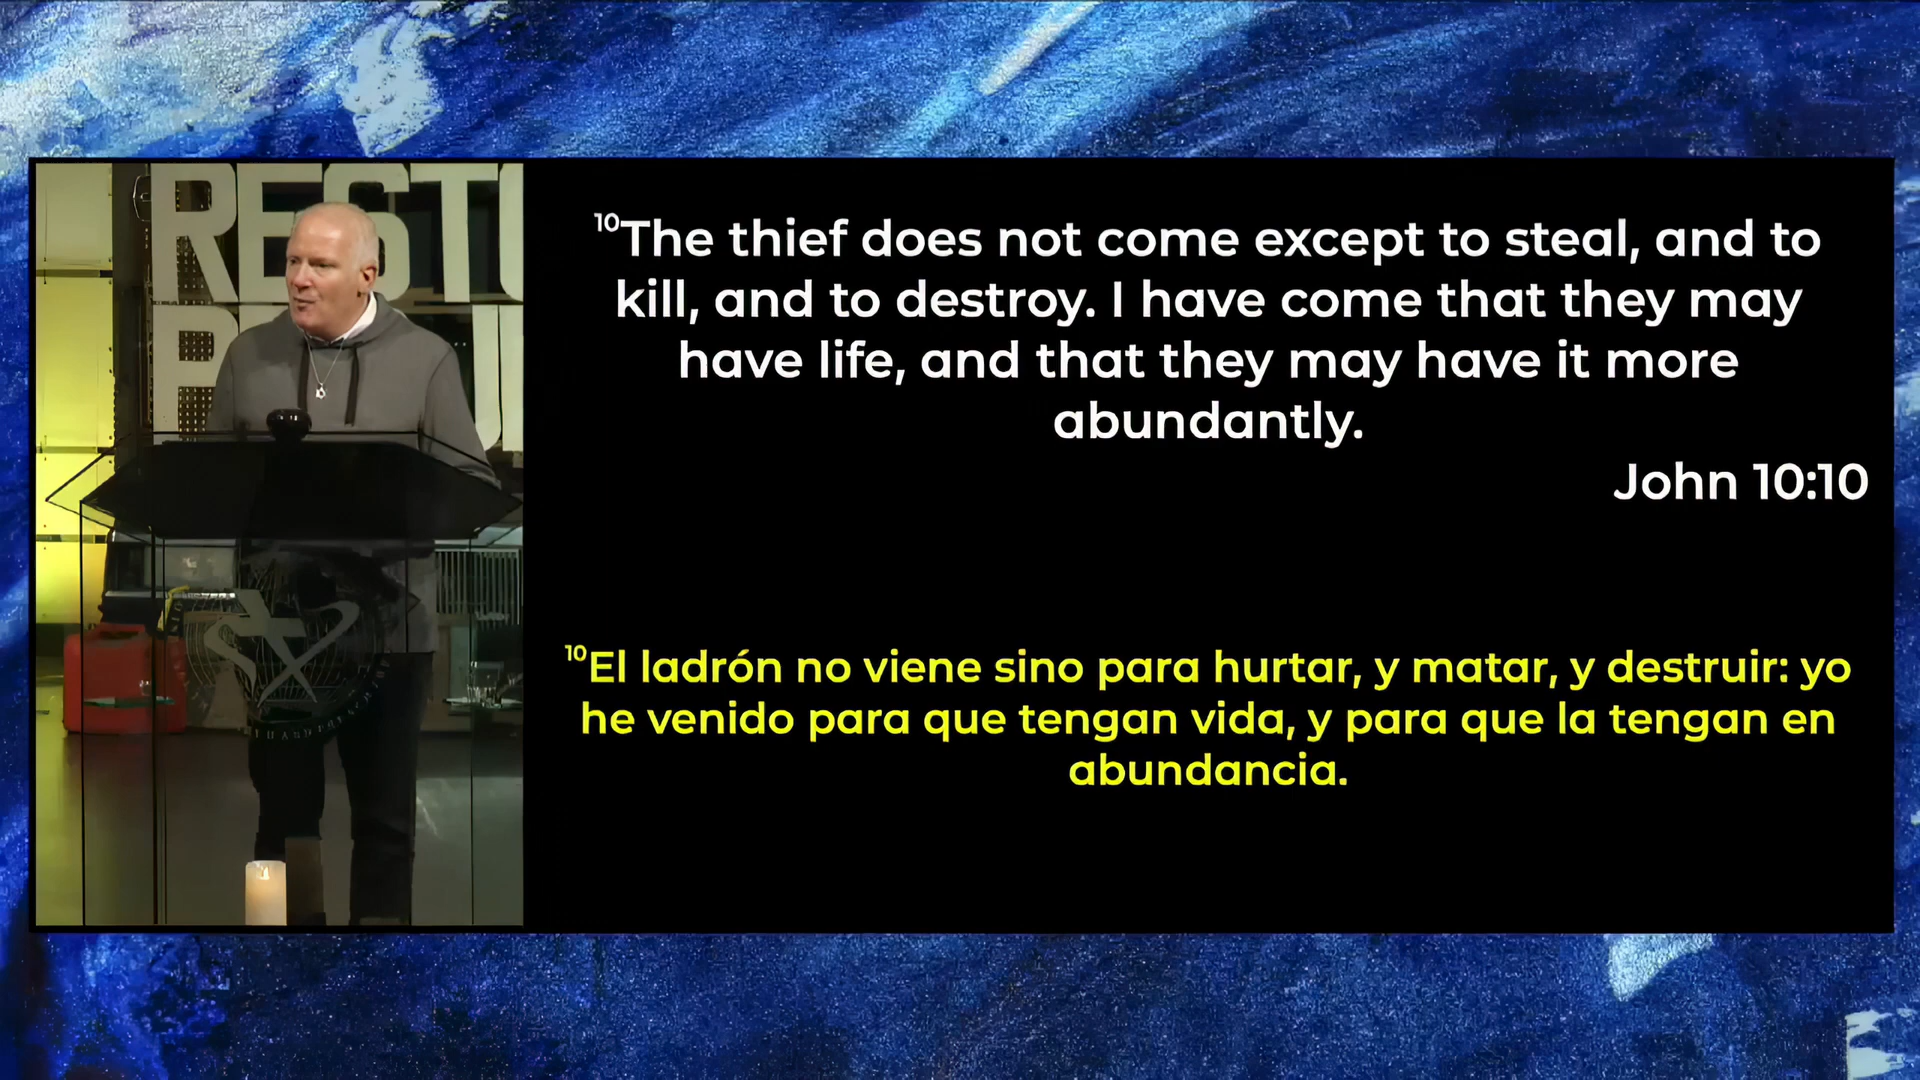 REST
¹⁰The thief does not come except to steal, and to
kill, and to destroy. I have come that they may
have life, and that they may have it more
abundantly.
John 10:10
¹⁰El ladrón no viene sino para hurtar, y matar, y destruir: yo
he venido para que tengan vida, y para que la tengan en
abundancia.